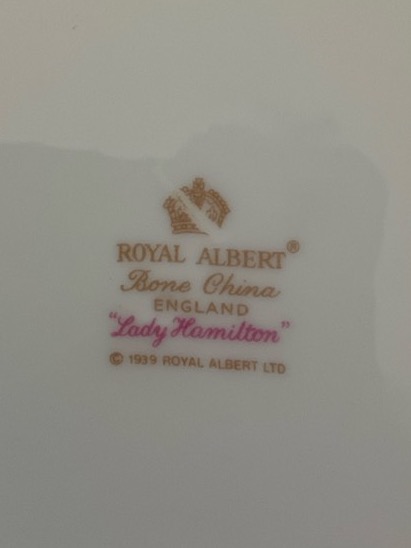 ROYAL ALBERT®
Bone China
ENGLAND
"Lady Hamilton"
© 1939 ROYAL ALBERT LTD